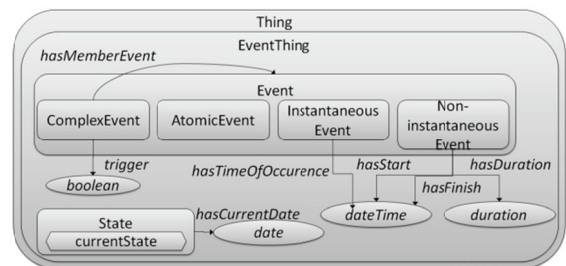 Thing
EventThing
hasMemberEvent
Event
ComplexEvent
AtomicEvent
Instantaneous
Event
Non-
instantaneous
Event
trigger
hasTimeOfOccurence
hasStart
hasDuration
hasFinish
boolean
dateTime
duration
State
currentState
hasCurrentDate
date